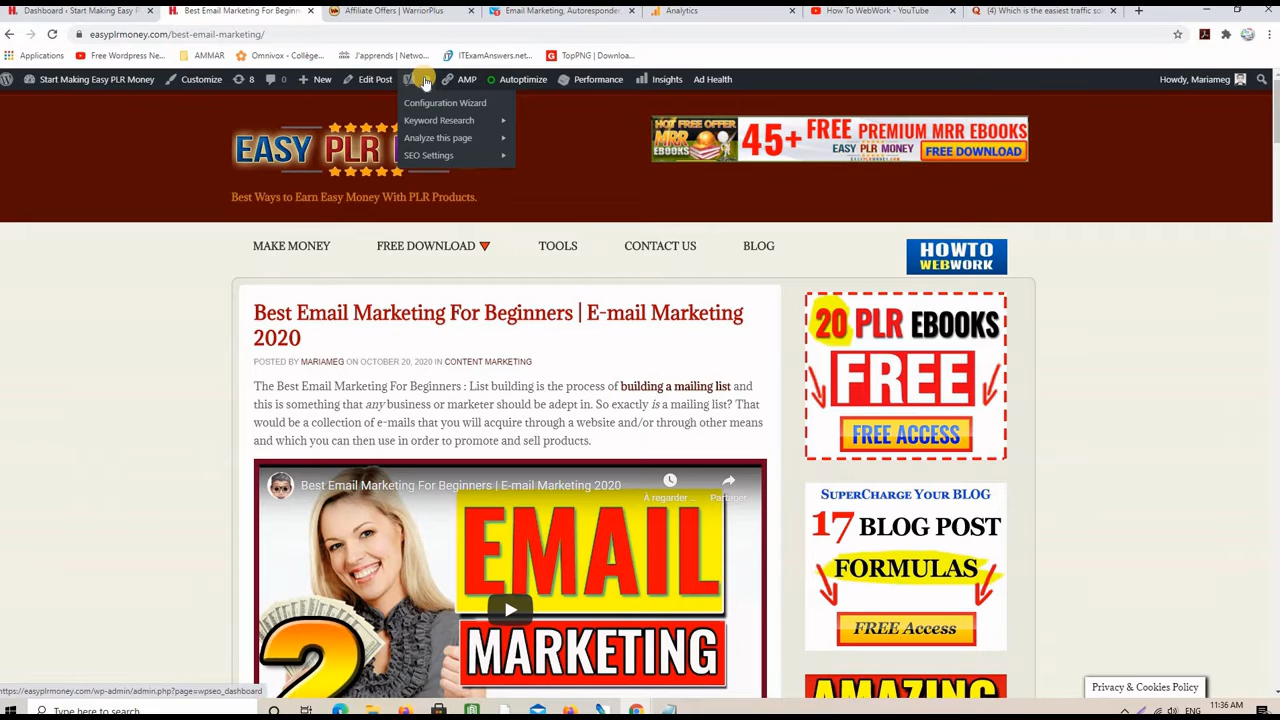 Dashboard ‹ Start Making Easy P
Best Email Marketing For Beginn
Affiliate Offers | WarriorPlus
Email Marketing, Autoresponder
Analytics
How To WebWork - YouTube
(4) Which is the easiest traffic so
easyplrmoney.com/best-email-marketing/
Applications
Free Wordpress Ne...
AMMAR
Omnivox - Collège...
J'apprends | Netwo...
ITExamAnswers.net...
TopPNG | Downloa...
Start Making Easy PLR Money
Customize
8
New
Edit Post
AMP
Autoptimize
Performance
Insights
Ad Health
Howdy, Mariameg
Configuration Wizard
Keyword Research
Analyze this page
SEO Settings
EASY PLR M
Best Ways to Earn Easy Money With PLR Products.
HOT FREE OFFER
MRR
EBOOKS
45+ FREE PREMIUM MRR EBOOKS
EASY PLR MONEY
FREE DOWNLOAD
MAKE MONEY
FREE DOWNLOAD
TOOLS
CONTACT US
BLOG
HOWTO
WEBWORK
Best Email Marketing For Beginners | E-mail Marketing
2020
POSTED BY MARIAMEG ON OCTOBER 20, 2020 IN CONTENT MARKETING
The Best Email Marketing For Beginners : List building is the process of building a mailing list and
this is something that any business or marketer should be adept in. So exactly is a mailing list? That
would be a collection of e-mails that you will acquire through a website and/or through other means
and which you can then use in order to promote and sell products.
Best Email Marketing For Beginners | E-mail Marketing 2020
À regarder ...
Partager
EMAIL
MARKETING
2
20 PLR EBOOKS
FREE
FREE ACCESS
SUPERCHARGE YOUR BLOG
17 BLOG POST
FORMULAS
FREE Access
AMAZING
Privacy & Cookies Policy
https://easyplrmoney.com/wp-admin/admin.php?page=wpseo_dashboard
Type here to search
ENG
11:36 AM